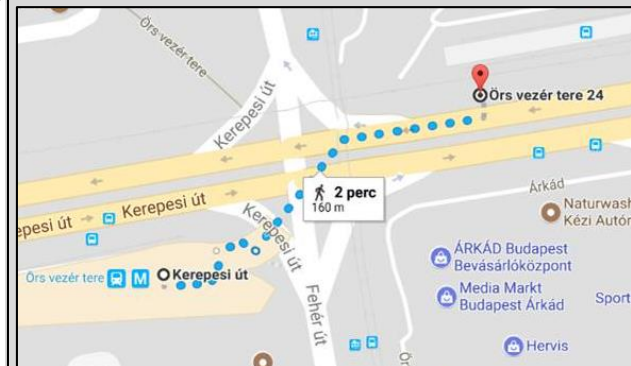 Örs vezér tere
Kerepesi út
Örs vezér tere 24
2 perc
160 m
epesi út
Kerepesi út
Kerepesi út
Árkád
Naturwash
Kézi Autó
ÁRKÁD Budapest
Bevásárlóközpont
Örs vezér tere
M
Kerepesi út
Media Markt
Budapest Árkád
Sport
Fehér út
Hervis
Ör